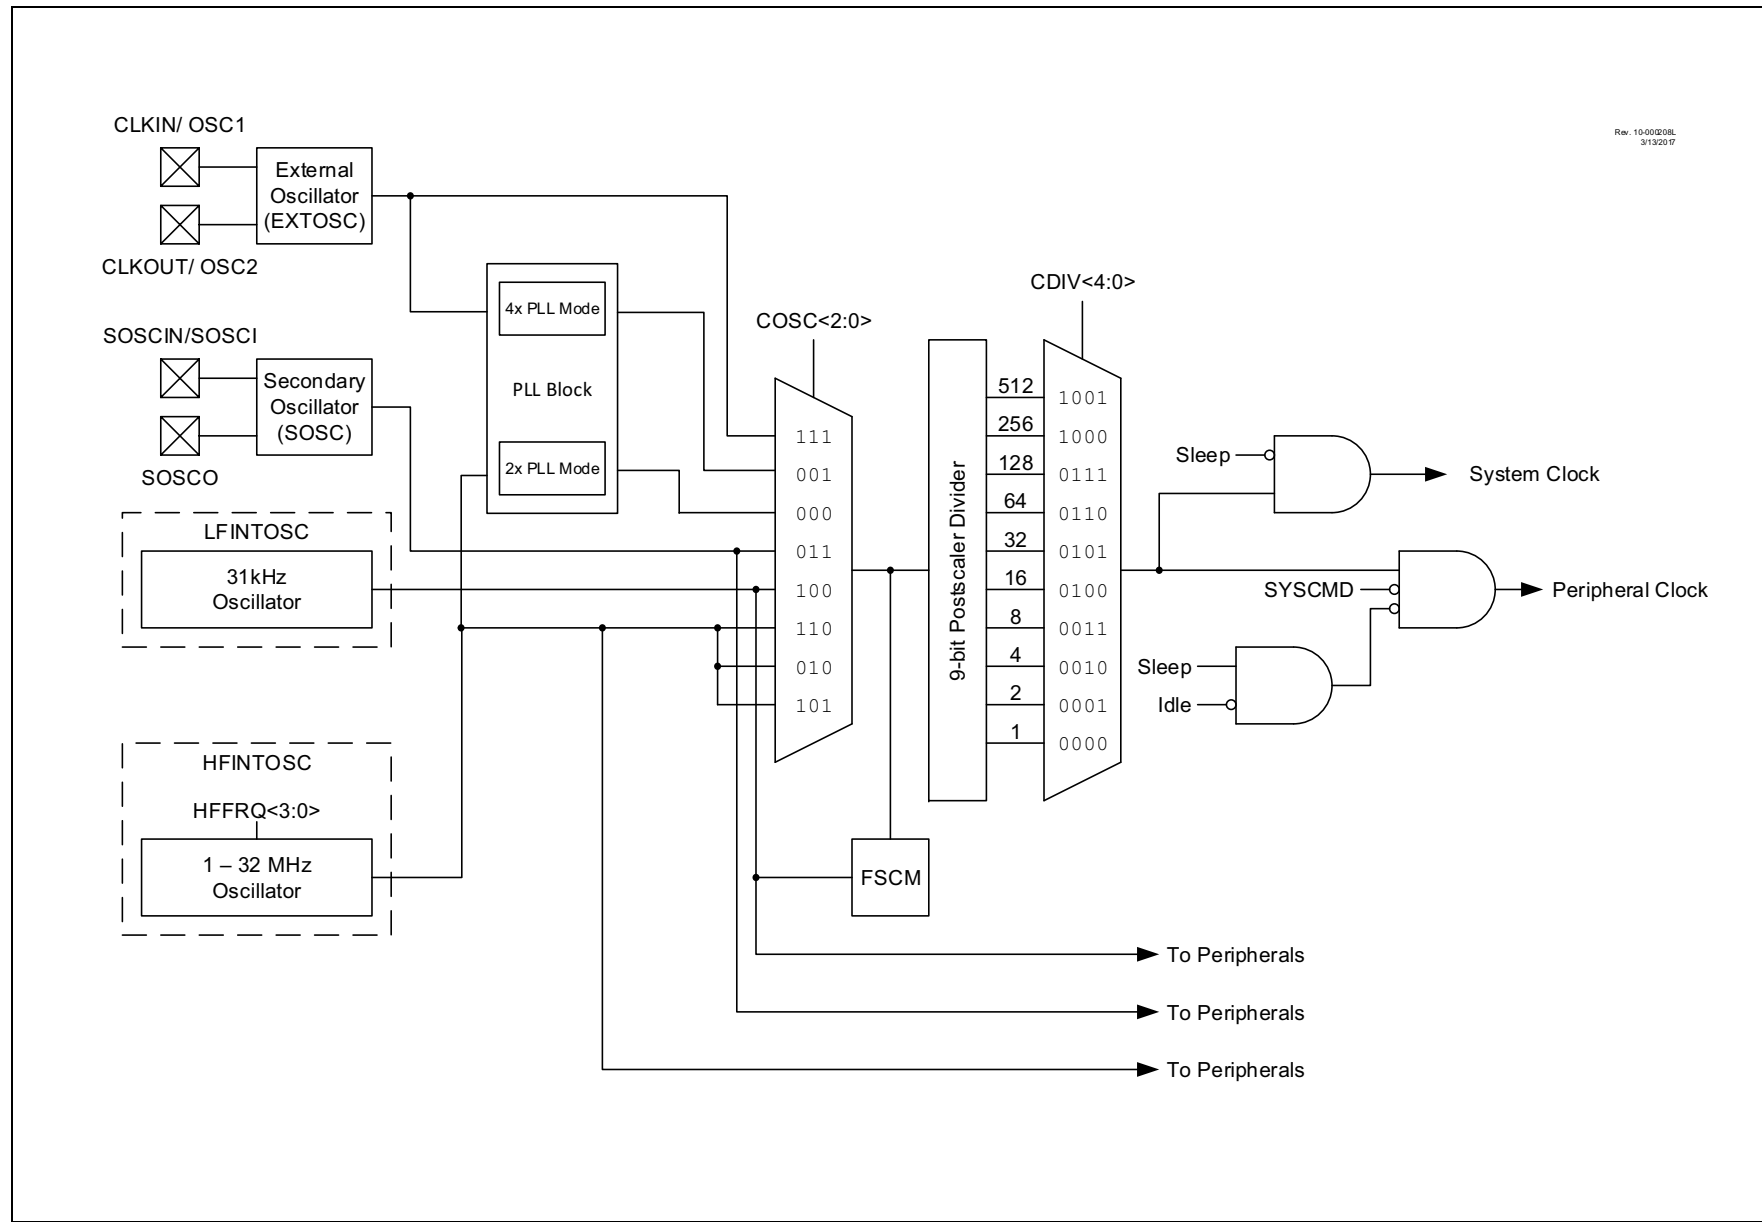 Rev. 10-000208L
3/13/2017
CLKIN/ OSC1
External
Oscillator
(EXTOSC)
CLKOUT/ OSC2
SOSCIN/SOSCI
Secondary
Oscillator
(SOSC)
SOSCO
LFINTOSC
31kHz
Oscillator
HFINTOSC
HFFRQ<3:0>
1 – 32 MHz
Oscillator
4x PLL Mode
PLL Block
2x PLL Mode
COSC<2:0>
111
001
000
011
100
110
010
101
FSCM
9-bit Postscaler Divider
CDIV<4:0>
512 1001
256 1000
128 0111
64 0110
32 0101
16 0100
8 0011
4 0010
2 0001
1 0000
Sleep
System Clock
SYSCMD
Peripheral Clock
Sleep
Idle
To Peripherals
To Peripherals
To Peripherals